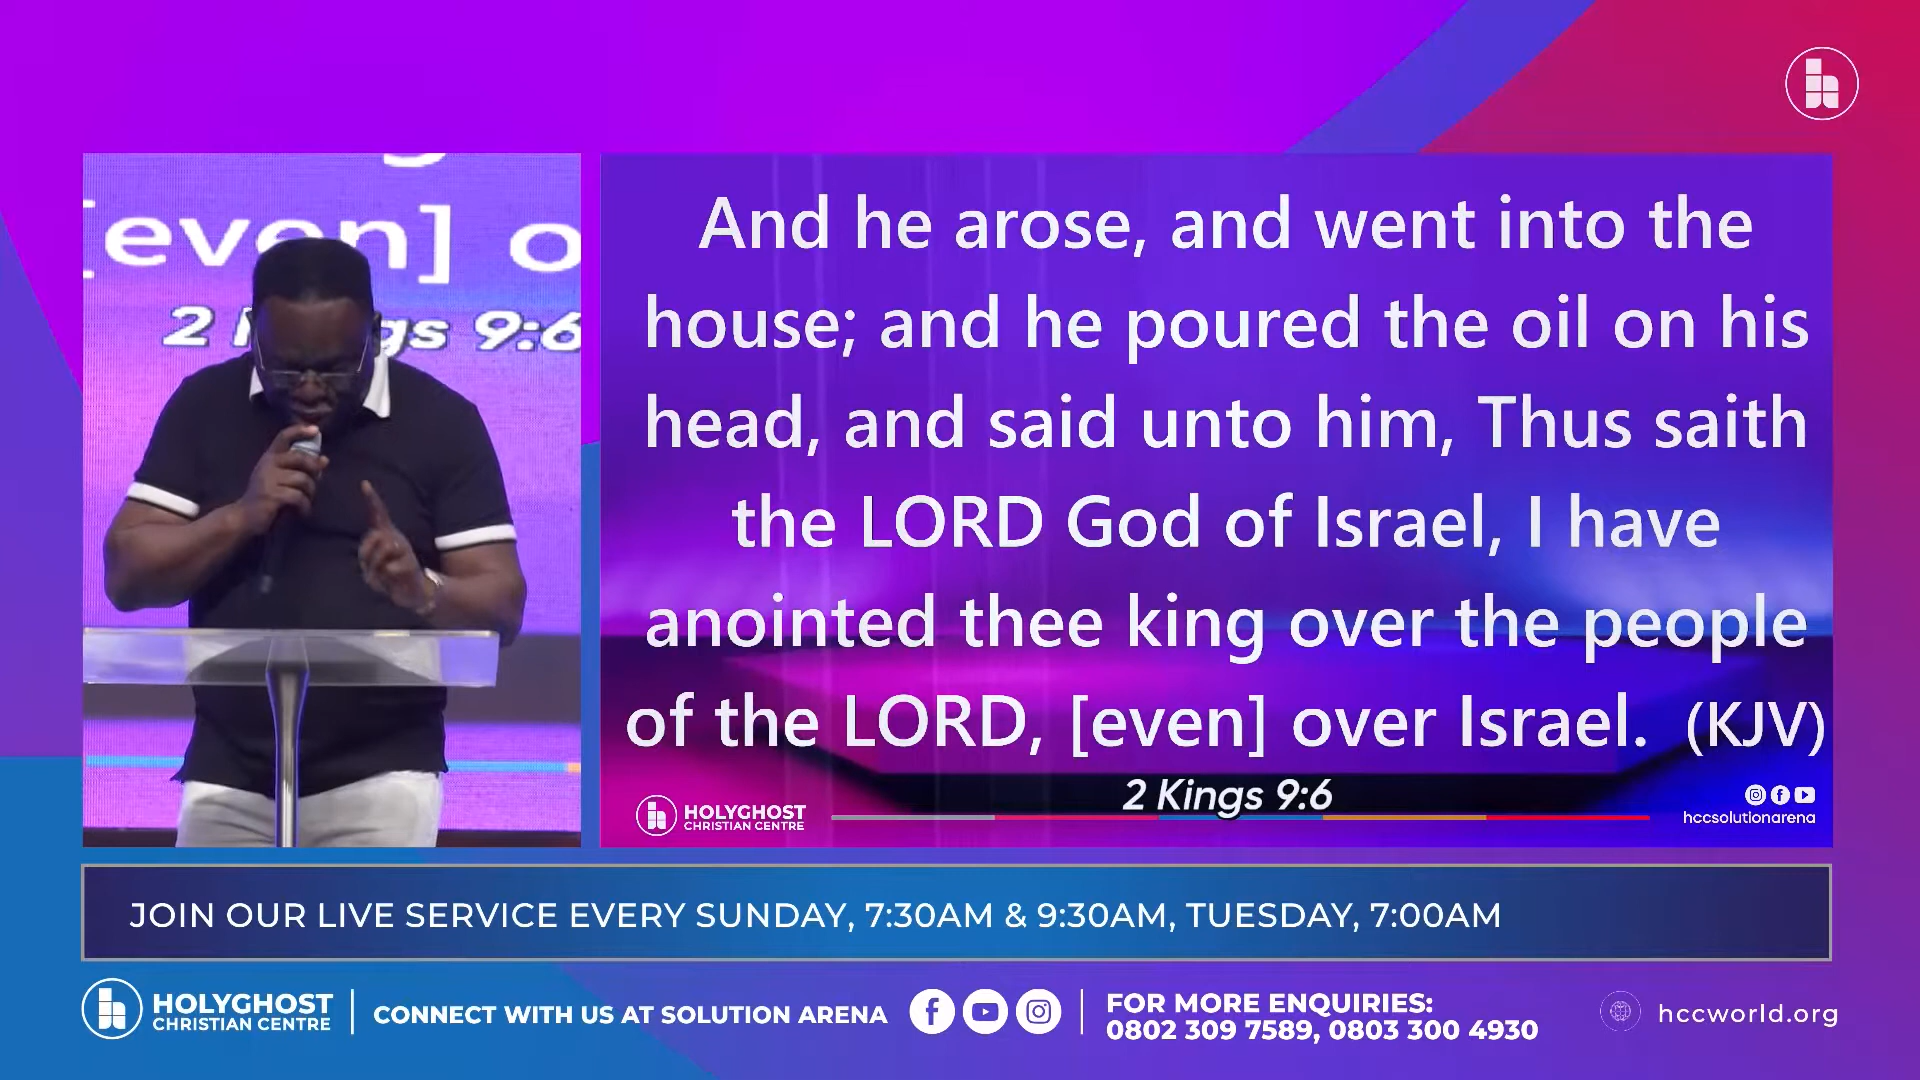 [even] o
2 Kings 9:6
And he arose, and went into the
house; and he poured the oil on his
head, and said unto him, Thus saith
the LORD God of Israel, I have
anointed thee king over the people
of the LORD, [even] over Israel. (KJV)
2 Kings 9:6
HOLYGHOST
CHRISTIAN CENTRE
hccsolutionarena
JOIN OUR LIVE SERVICE EVERY SUNDAY, 7:30AM & 9:30AM, TUESDAY, 7:00AM
HOLYGHOST
CHRISTIAN CENTRE
CONNECT WITH US AT SOLUTION ARENA
FOR MORE ENQUIRIES:
0802 309 7589, 0803 300 4930
hccworld.org